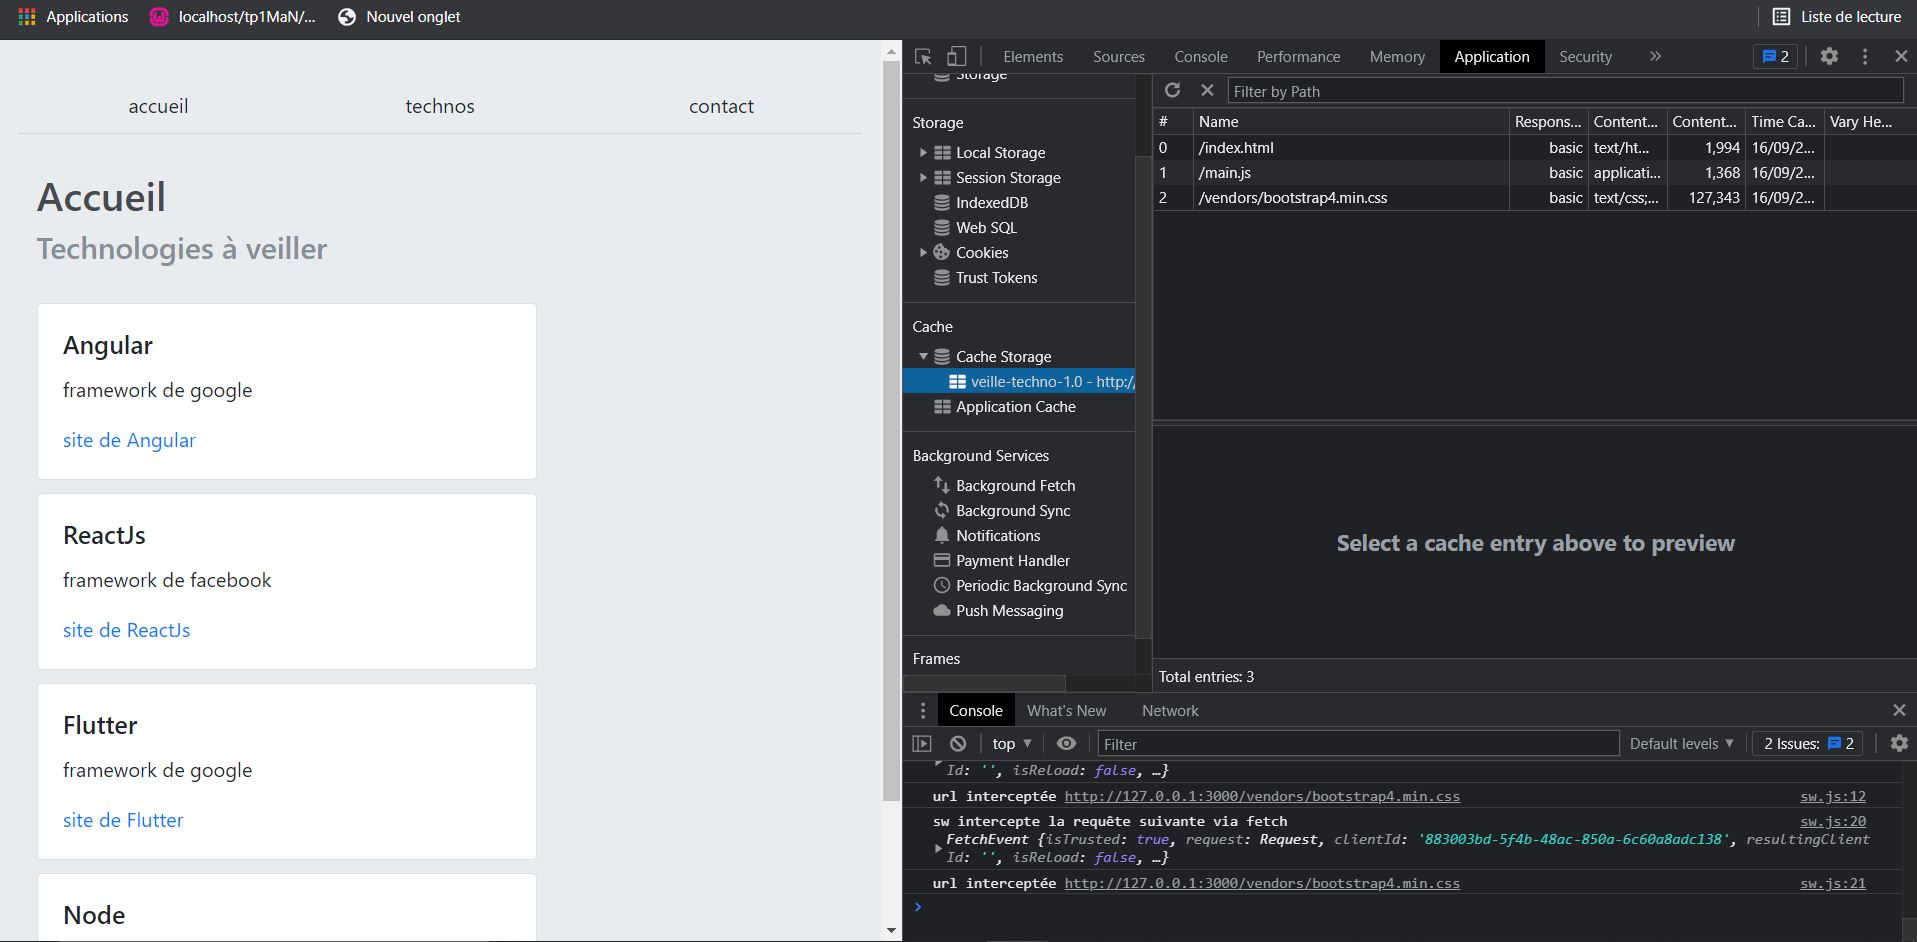 Applications localhost/tp1MaN/... Nouvel onglet Liste de lecture
accueil technos contact
Accueil
Technologies à veiller
Angular
framework de google
site de Angular
ReactJs
framework de facebook
site de ReactJs
Flutter
framework de google
site de Flutter
Node
Elements Sources Console Performance Memory Application Security 2
Storage
Storage
Local Storage
Session Storage
IndexedDB
Web SQL
Cookies
Trust Tokens
Cache
Cache Storage
veille-techno-1.0 - http:/
Application Cache
Background Services
Background Fetch
Background Sync
Notifications
Payment Handler
Periodic Background Sync
Push Messaging
Frames
Filter by Path
# Name Respons... Content... Content... Time Ca... Vary He...
0 /index.html basic text/ht... 1,994 16/09/2...
1 /main.js basic applicati... 1,368 16/09/2...
2 /vendors/bootstrap4.min.css basic text/css;... 127,343 16/09/2...
Select a cache entry above to preview
Total entries: 3
Console What's New Network
top Filter Default levels 2 Issues: 2
Id: '', isReload: false, …}
url interceptée http://127.0.0.1:3000/vendors/bootstrap4.min.css sw.js:12
sw intercepte la requête suivante via fetch sw.js:20
FetchEvent {isTrusted: true, request: Request, clientId: '883003bd-5f4b-48ac-850a-6c60a8adc138', resultingClient
Id: '', isReload: false, …}
url interceptée http://127.0.0.1:3000/vendors/bootstrap4.min.css sw.js:21